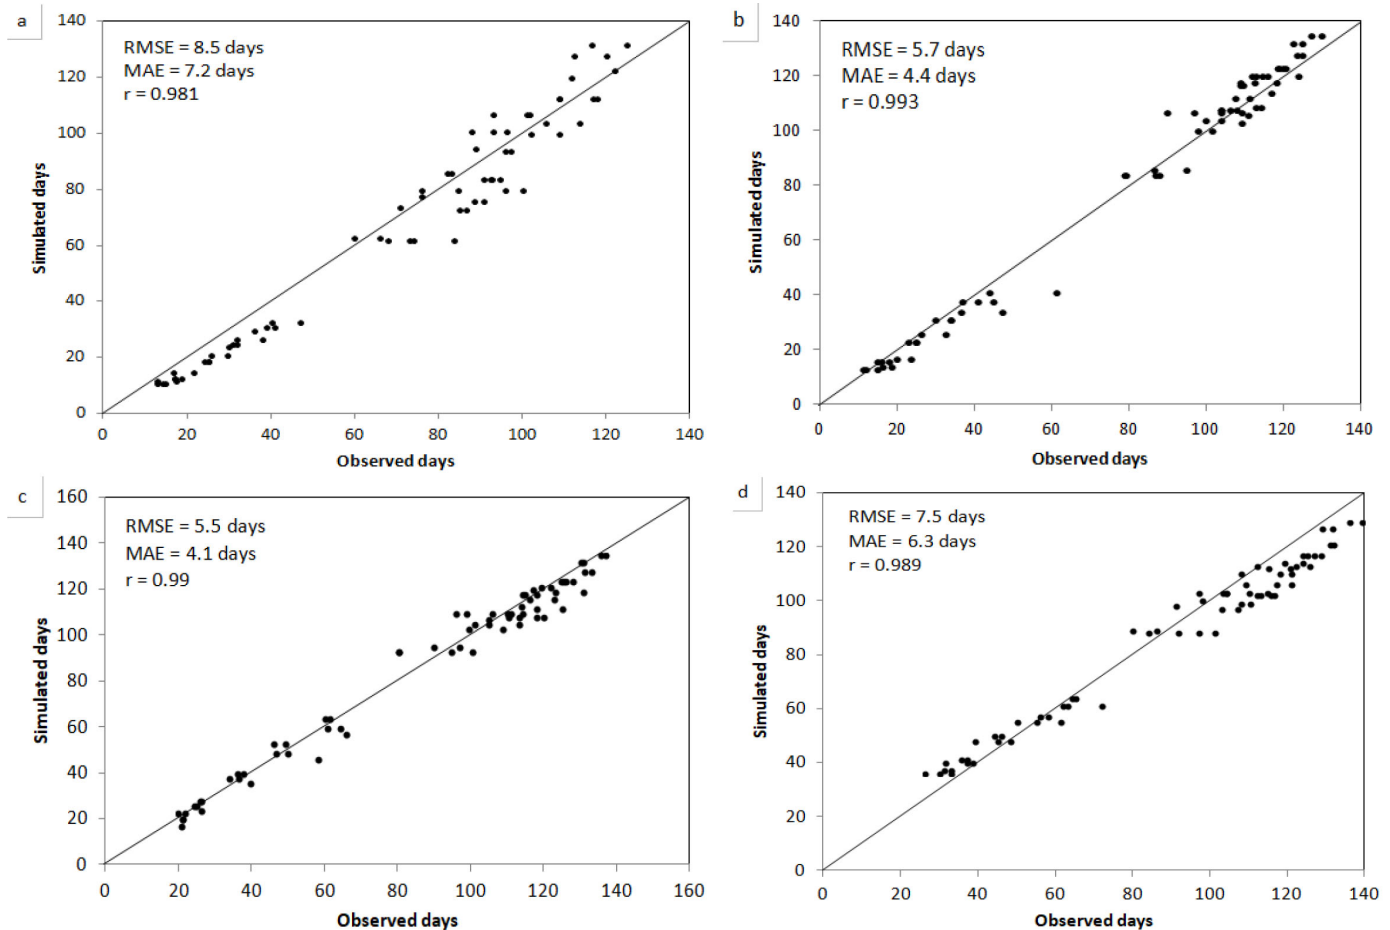 a
RMSE = 8.5 days
MAE = 7.2 days
r = 0.981
140
120
100
80
60
40
20
0
Simulated days
0 20 40 60 80 100 120 140
Observed days
b
RMSE = 5.7 days
MAE = 4.4 days
r = 0.993
140
120
100
80
60
40
20
0
Simulated days
0 20 40 60 80 100 120 140
Observed days
c
RMSE = 5.5 days
MAE = 4.1 days
r = 0.99
160
140
120
100
80
60
40
20
0
Simulated days
0 20 40 60 80 100 120 140 160
Observed days
d
RMSE = 7.5 days
MAE = 6.3 days
r = 0.989
140
120
100
80
60
40
20
0
Simulated days
0 20 40 60 80 100 120 140
Observed days